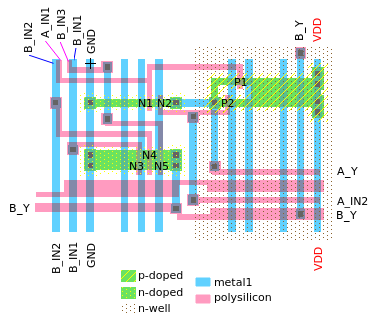 B_IN2
A_IN1
B_IN3
B_IN1
GND
B_Y
VDD
P1
N1 N2
P2
N4
N3 N5
A_Y
A_IN2
B_Y
B_Y
B_IN2
B_IN1
GND
VDD
p-doped
n-doped
n-well
metal1
polysilicon